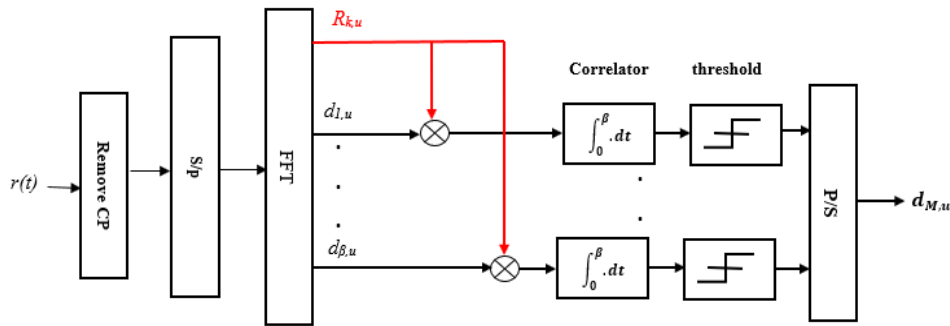 R_{k,u}
Correlator
threshold
d_{1,u}
∫_0^β .dt
Remove CP
S/p
FFT
P/S
r(t)
d_{M,u}
d_{β,u}
∫_0^β .dt